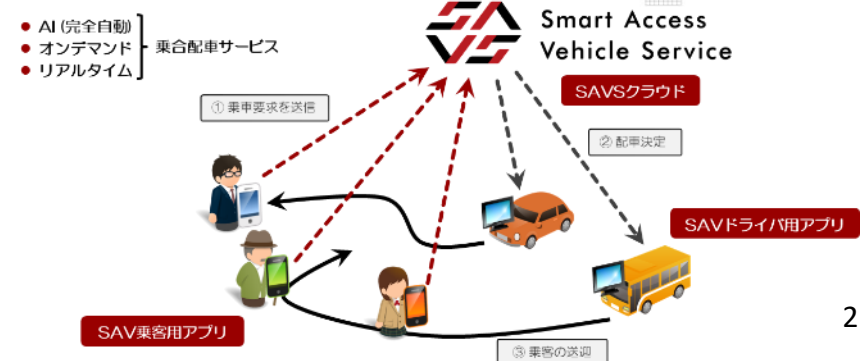 ● AI (完全自動)
● オンデマンド
● リアルタイム
乗合配車サービス
SAVS
Smart Access
Vehicle Service
SAVSクラウド
① 乗車要求を送信
② 配車決定
SAVドライバ用アプリ
SAV乗客用アプリ
③ 乗客の送迎
2